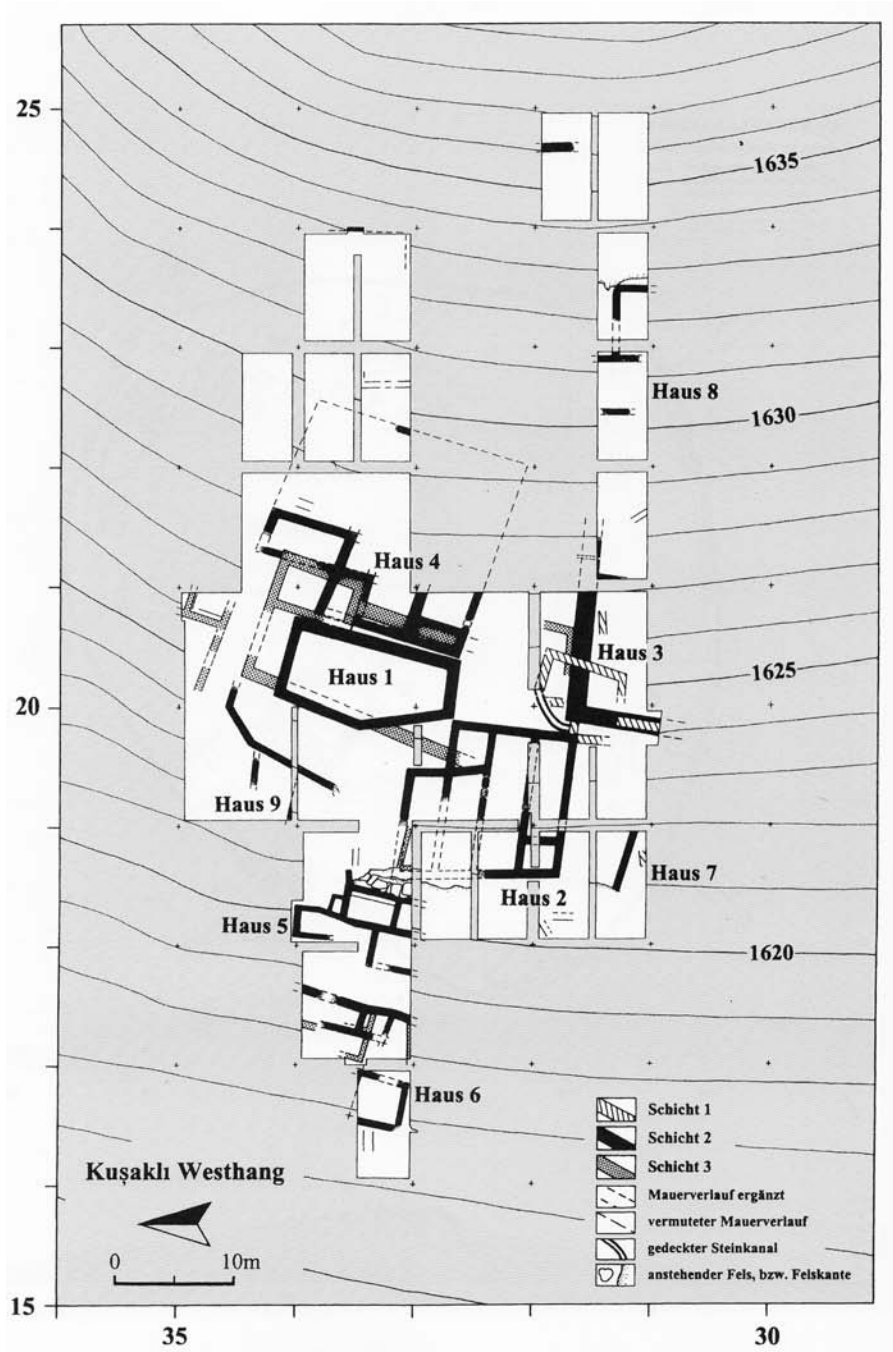 25
1635
Haus 8
1630
Haus 4
Haus 3
1625
Haus 1
20
Haus 9
Haus 7
Haus 2
Haus 5
1620
Haus 6
Schicht 1
Schicht 2
Schicht 3
Mauerverlauf ergänzt
vermuteter Mauerverlauf
gedeckter Steinkanal
anstehender Fels, bzw. Felskante
Kuşaklı Westhang
0 10m
15
35 30